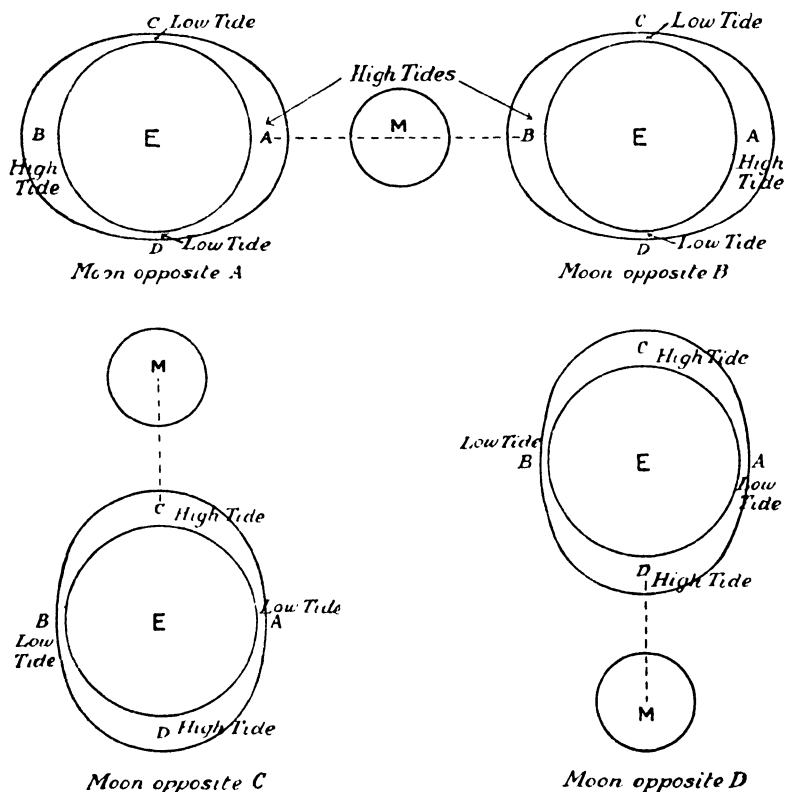 C Low Tide
High Tides
B
E
A
M
High
Tide
D Low Tide
Moon opposite A
C Low Tide
B
E
A
High
Tide
D Low Tide
Moon opposite B
M
C High Tide
B
E
Low Tide
A
Low
Tide
D High Tide
Moon opposite C
C High Tide
Low Tide
B
E
A
Low
Tide
D High Tide
M
Moon opposite D